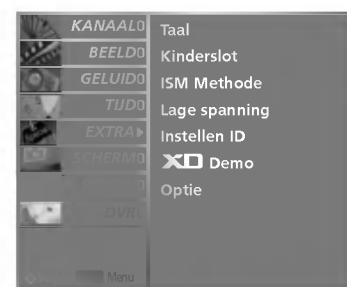 KANAAL
BEELD
GELUID
TIJD
EXTRA
SCHERM
DVR
Menu
Taal
Kinderslot
ISM Methode
Lage spanning
Instellen ID
XD Demo
Optie